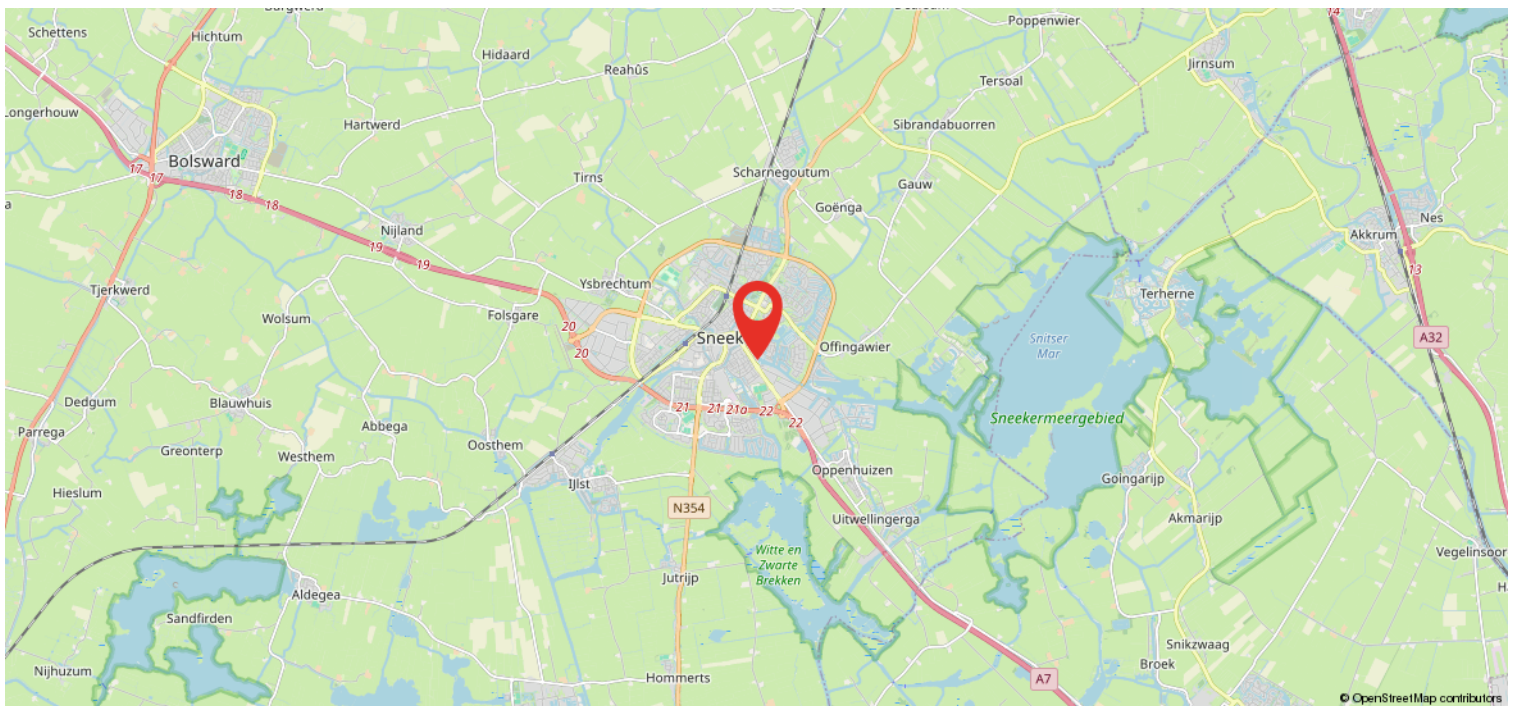 Poppenwier
Schettens
Hichtum
Hidaard
Reahûs
Jirnsum
Tersoal
14
Longerhouw
Hartwerd
Sibrandabuorren
Bolsward
17
17
18
18
Tirns
Scharnegoutum
Gauw
Goënga
Nijland
19
19
Akkrum
Nes
13
Tjerkwerd
Ysbrechtum
Terherne
Wolsum
Folsgare
20
20
Sneek
Offingawier
Snitser
Mar
A32
Dedgum
Blauwhuis
21
21
21a
22
22
Sneekermeergebied
Parrega
Abbega
Greonterp
Westhem
Oosthem
Oppenhuizen
IJlst
Goingarijp
Hieslum
N354
Uitwellingerga
Akmarijp
Witte en
Zwarte
Brekken
Vegelinsoor
Jutrijp
Aldegea
Sandfirden
Snikzwaag
Broek
Nijhuzum
Hommerts
A7
© OpenStreetMap contributors